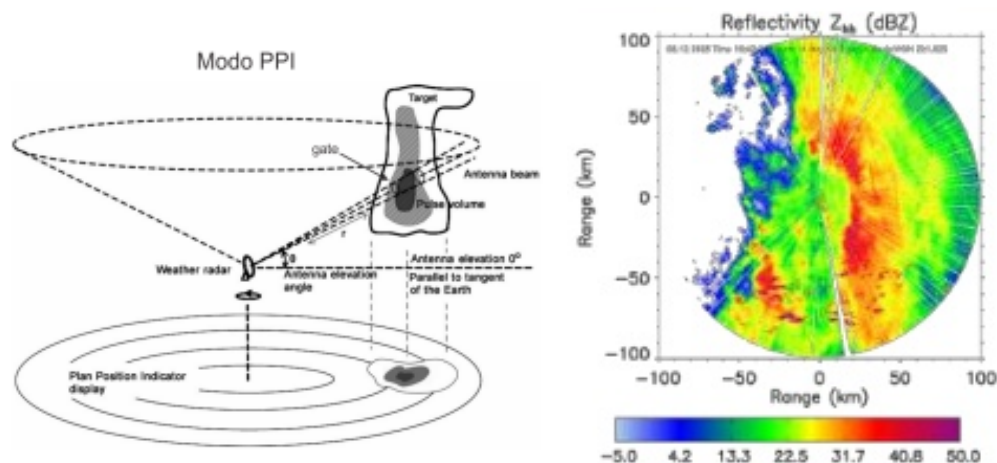 Modo PPI
Target
gate
Antenna beam
Pulse volume
r
Weather radar
θ
Antenna elevation angle
Antenna elevation 0°
Parallel to tangent
of the Earth
Plan Position Indicator
display
Reflectivity Z_hh (dBZ)
100
50
0
-50
-100
Range (km)
-100
-50
0
50
100
Range (km)
-5.0
4.2
13.3
22.5
31.7
40.8
50.0